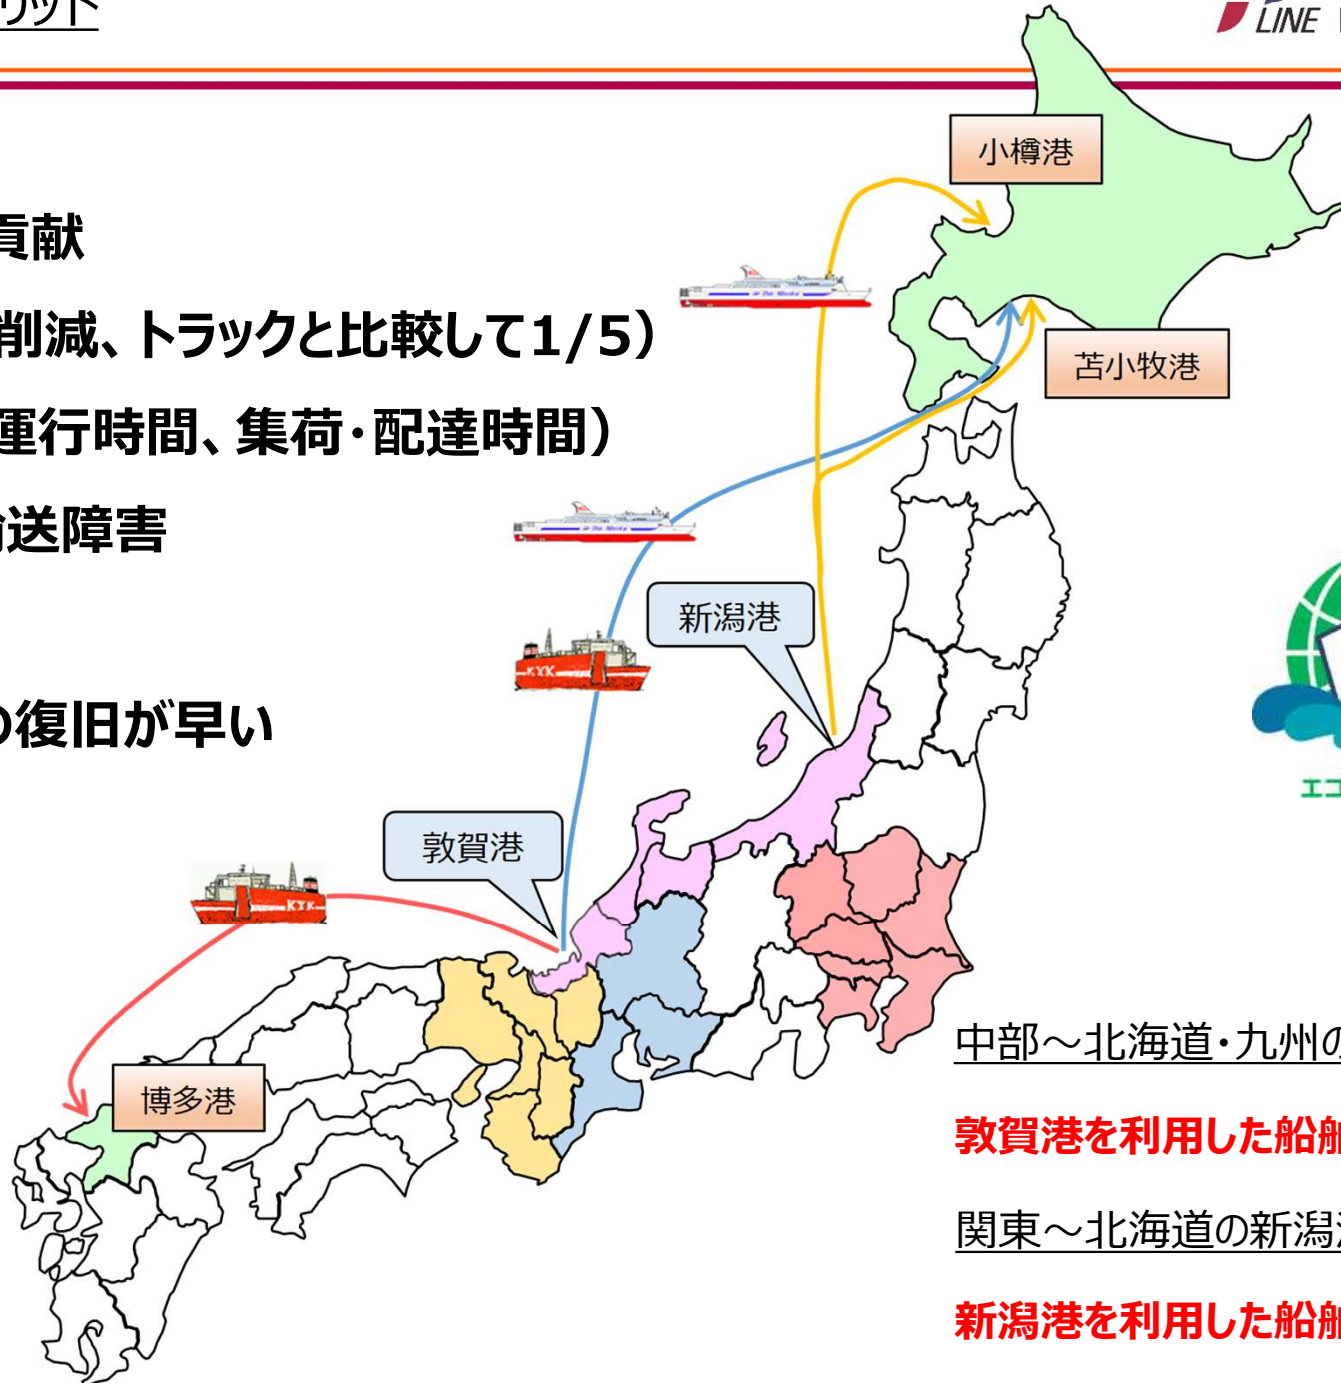 リット
LINE
小樽港
貢献
削減、トラックと比較して1/5）
苫小牧港
運行時間、集荷・配達時間）
送障害
新潟港
KYK
の復旧が早い
エコ
敦賀港
KYK
中部～北海道・九州の
博多港
敦賀港を利用した船舶
関東～北海道の新潟
新潟港を利用した船舶